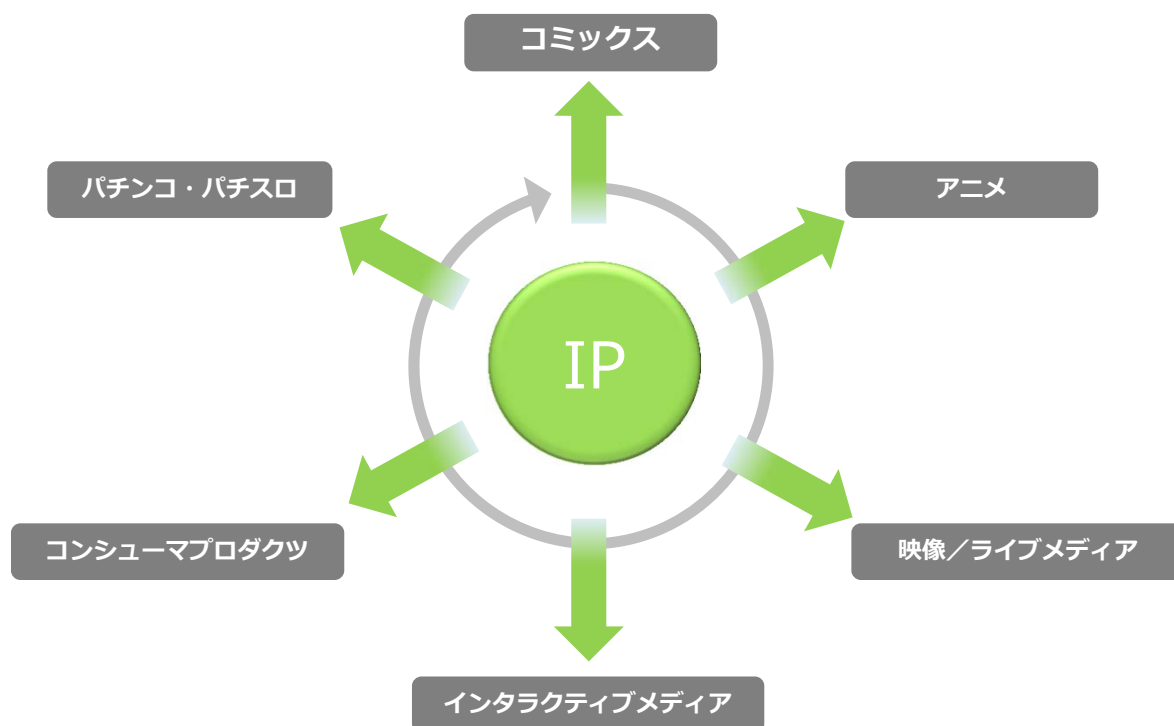 コミックス
パチンコ・パチスロ
アニメ
IP
コンシューマプロダクツ
映像／ライブメディア
インタラクティブメディア